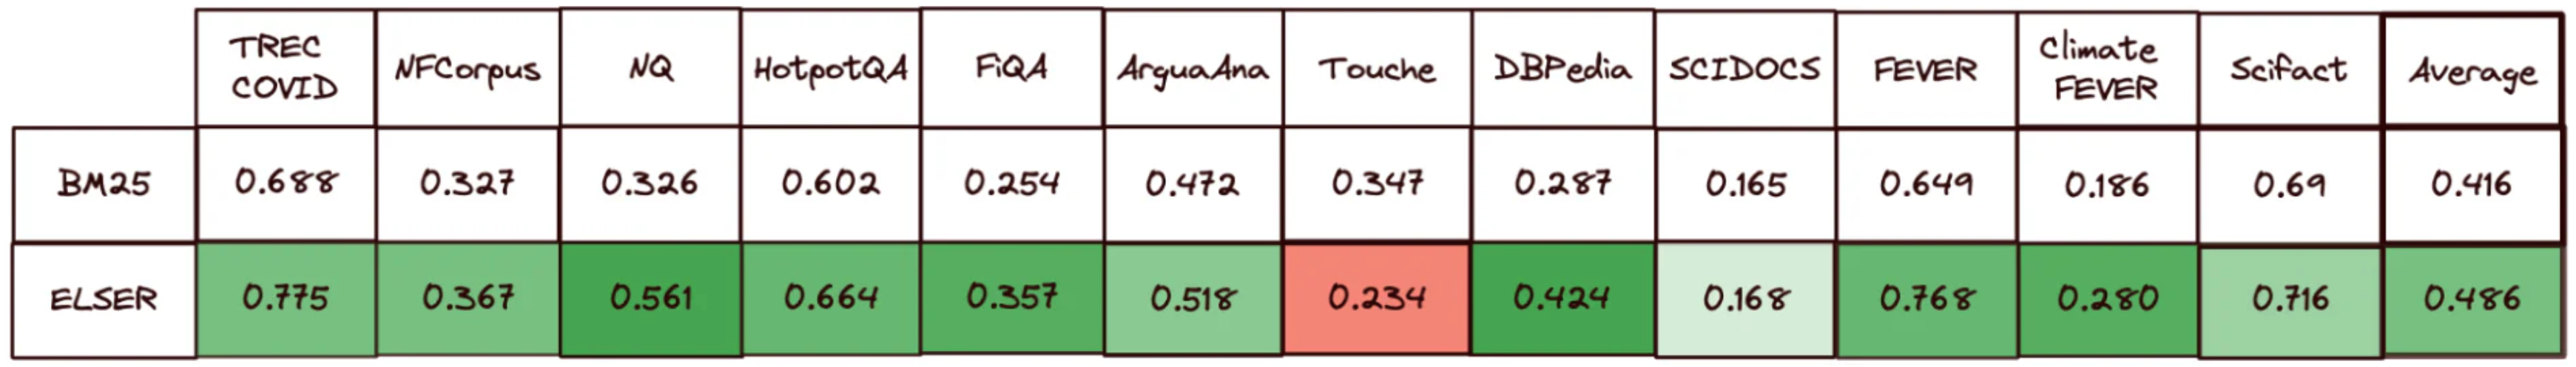 TREC COVID NFCorpus NQ HotpotQA FiQA ArguaAna Touche DBPedia SCIDOCS FEVER Climate FEVER Scifact Average
BM25 0.688 0.327 0.326 0.602 0.254 0.472 0.347 0.287 0.165 0.649 0.186 0.69 0.416
ELSER 0.775 0.367 0.561 0.664 0.357 0.518 0.234 0.424 0.168 0.768 0.280 0.716 0.486